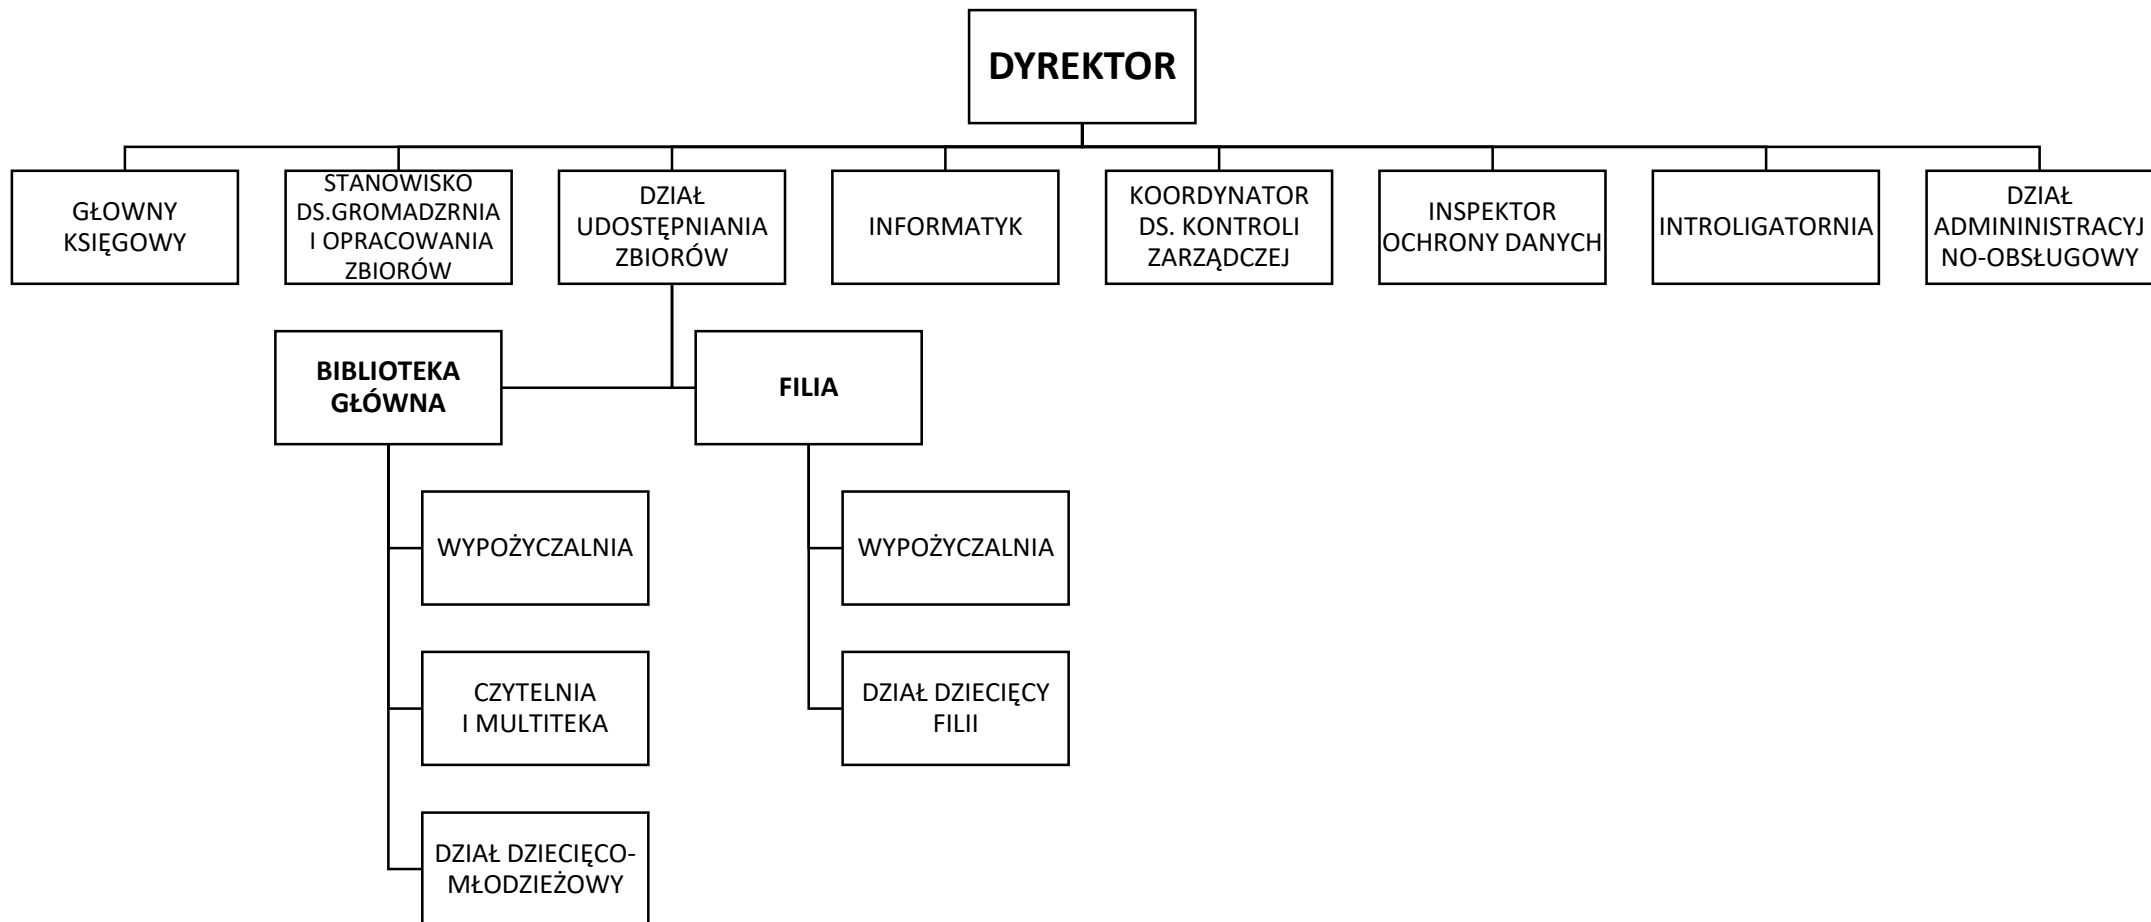 DYREKTOR
GŁOWNY
KSIĘGOWY
STANOWISKO
DS.GROMADZRNIA
I OPRACOWANIA
ZBIORÓW
DZIAŁ
UDOSTĘPNIANIA
ZBIORÓW
INFORMATYK
KOORDYNATOR
DS. KONTROLI
ZARZĄDCZEJ
INSPEKTOR
OCHRONY DANYCH
INTROLIGATORNIA
DZIAŁ
ADMININISTRACYJ
NO-OBSŁUGOWY
BIBLIOTEKA
GŁÓWNA
FILIA
WYPOŻYCZALNIA
CZYTELNIA
I MULTITEKA
DZIAŁ DZIECIĘCO-
MŁODZIEŻOWY
WYPOŻYCZALNIA
DZIAŁ DZIECIĘCY
FILII